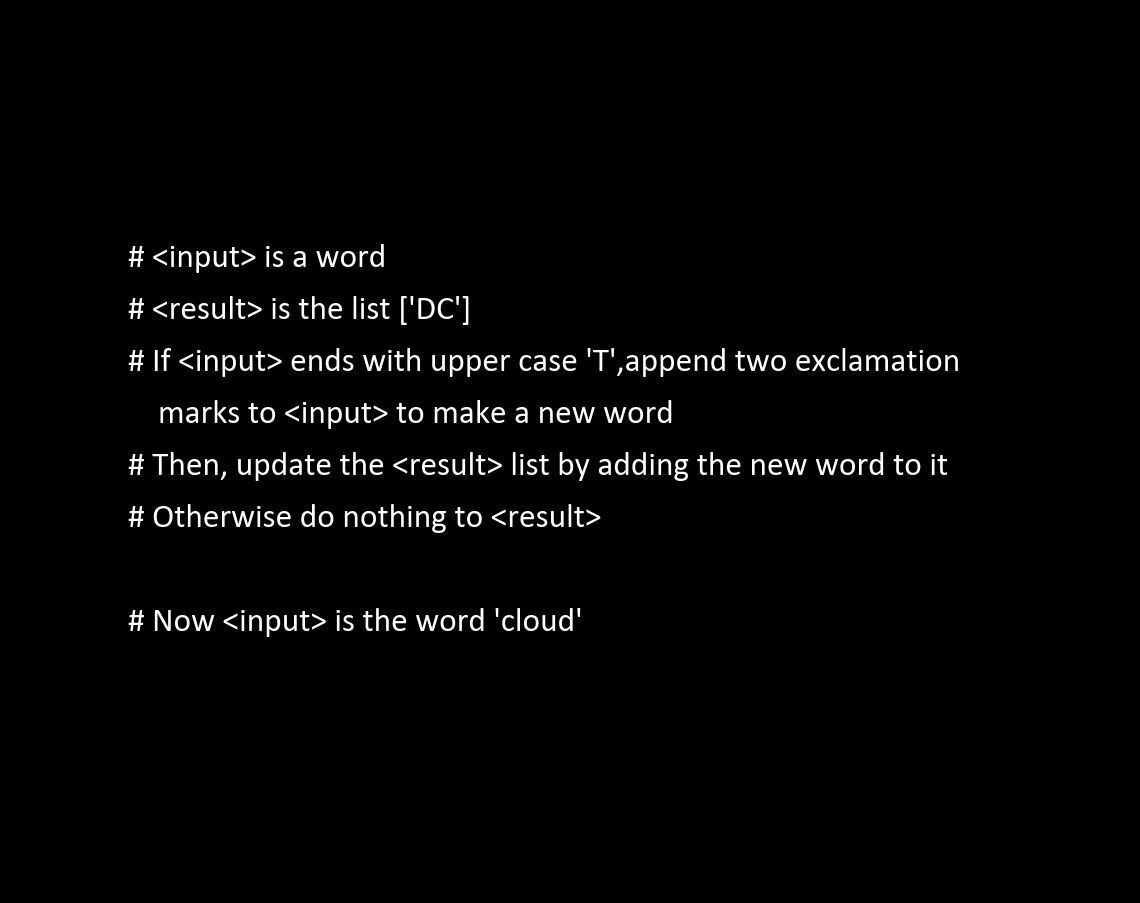 # <input> is a word
# <result> is the list ['DC']
# If <input> ends with upper case 'T',append two exclamation
marks to <input> to make a new word
# Then, update the <result> list by adding the new word to it
# Otherwise do nothing to <result>
# Now <input> is the word 'cloud'